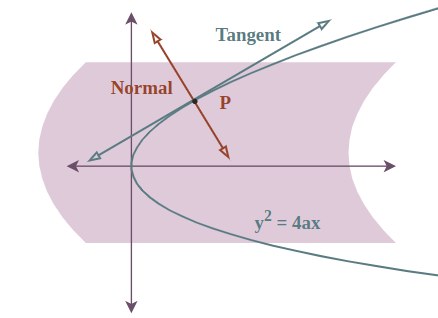 Tangent
Normal
P
y² = 4ax